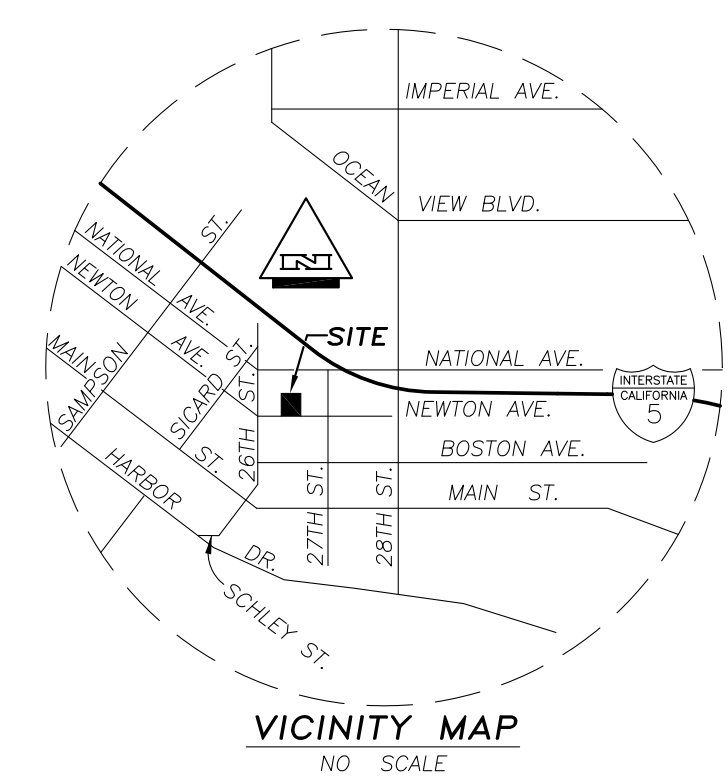 IMPERIAL AVE.
OCEAN
VIEW BLVD.
N
ST.
NATIONAL
AVE.
NEWTON
AVE.
SITE
MAIN
SAMPSON
SICARD ST.
26TH ST.
NATIONAL AVE.
INTERSTATE
CALIFORNIA
5
NEWTON AVE.
BOSTON AVE.
ST.
HARBOR
27TH ST.
28TH ST.
MAIN ST.
DR.
SCHLEY ST.
VICINITY MAP
NO SCALE